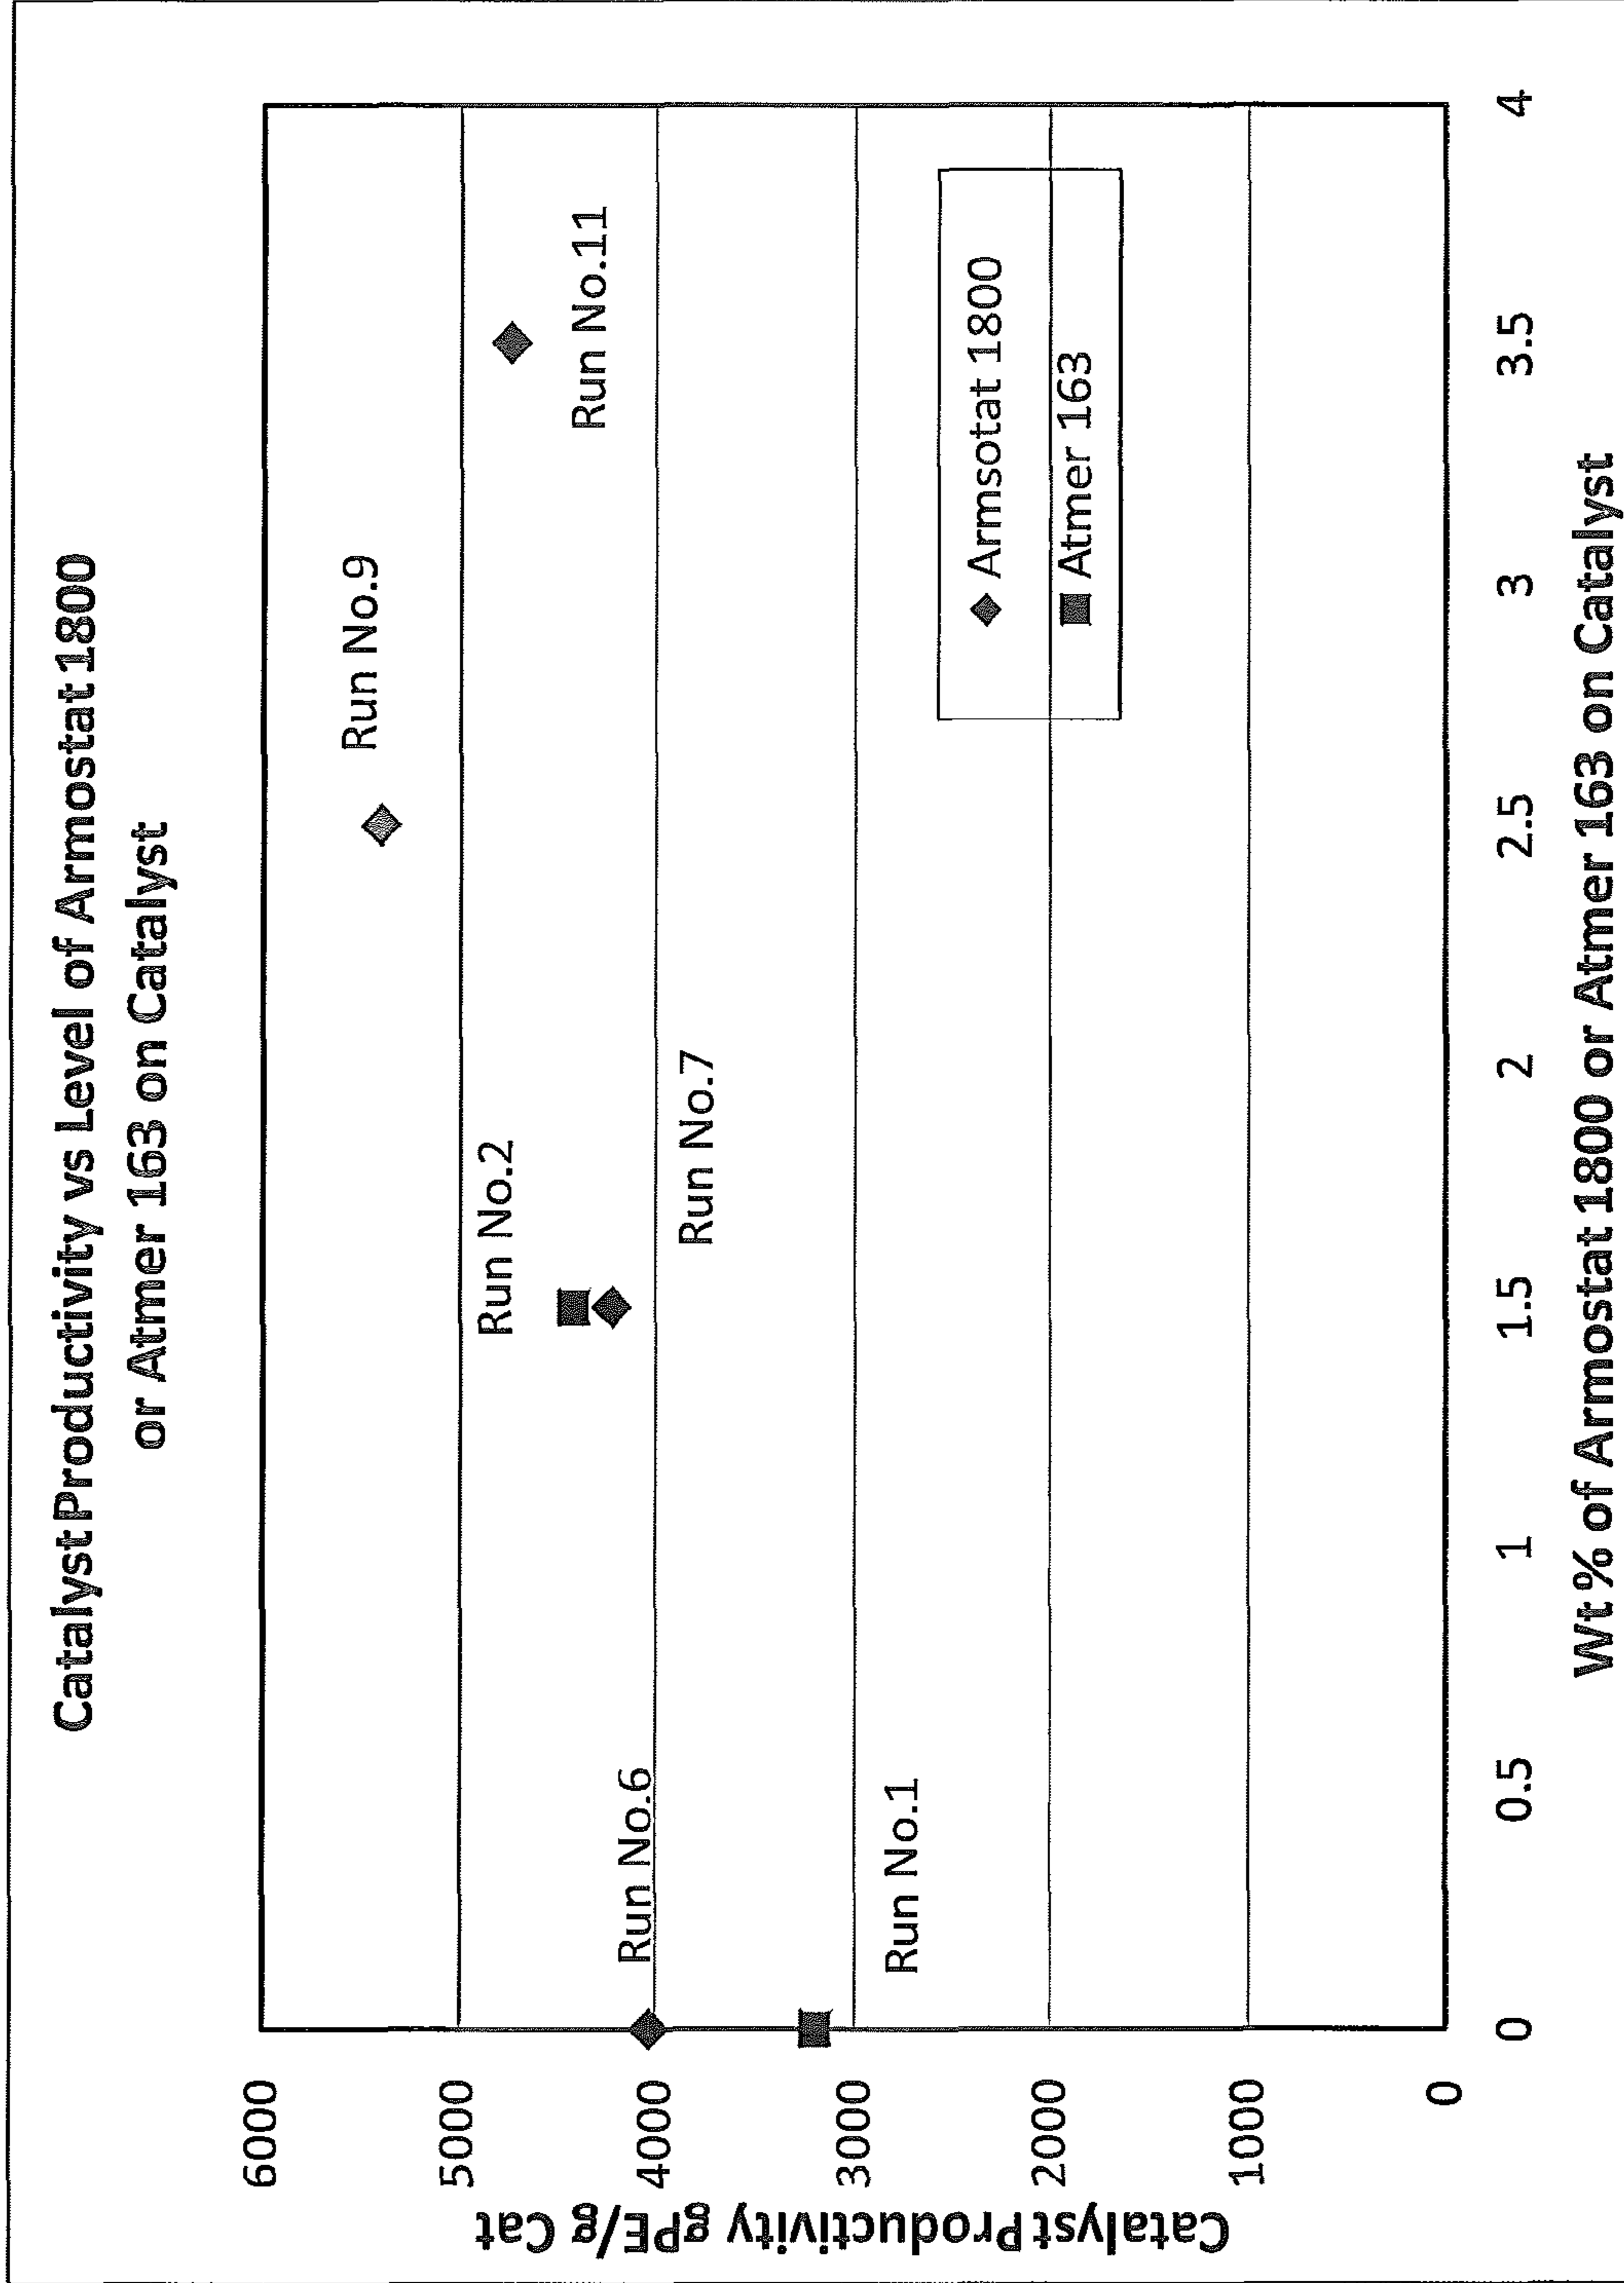 Catalyst Productivity vs Level of Armostat 1800
or Atmer 163 on Catalyst
Catalyst Productivity gPE/g Cat
6000
5000
4000
3000
2000
1000
0
Run No.9
Run No.2
Run No.11
Run No.6
Run No.7
Run No.1
Armsotat 1800
Atmer 163
0
0.5
1
1.5
2
2.5
3
3.5
4
Wt % of Armostat 1800 or Atmer 163 on Catalyst